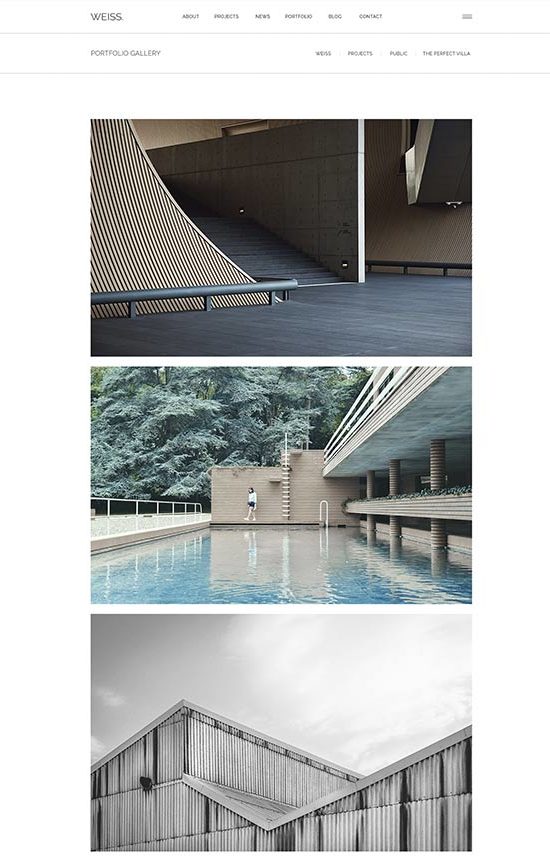 WEISS. ABOUT PROJECTS NEWS PORTFOLIO BLOG CONTACT
PORTFOLIO GALLERY WEISS PROJECTS PUBLIC THE PERFECT VILLA